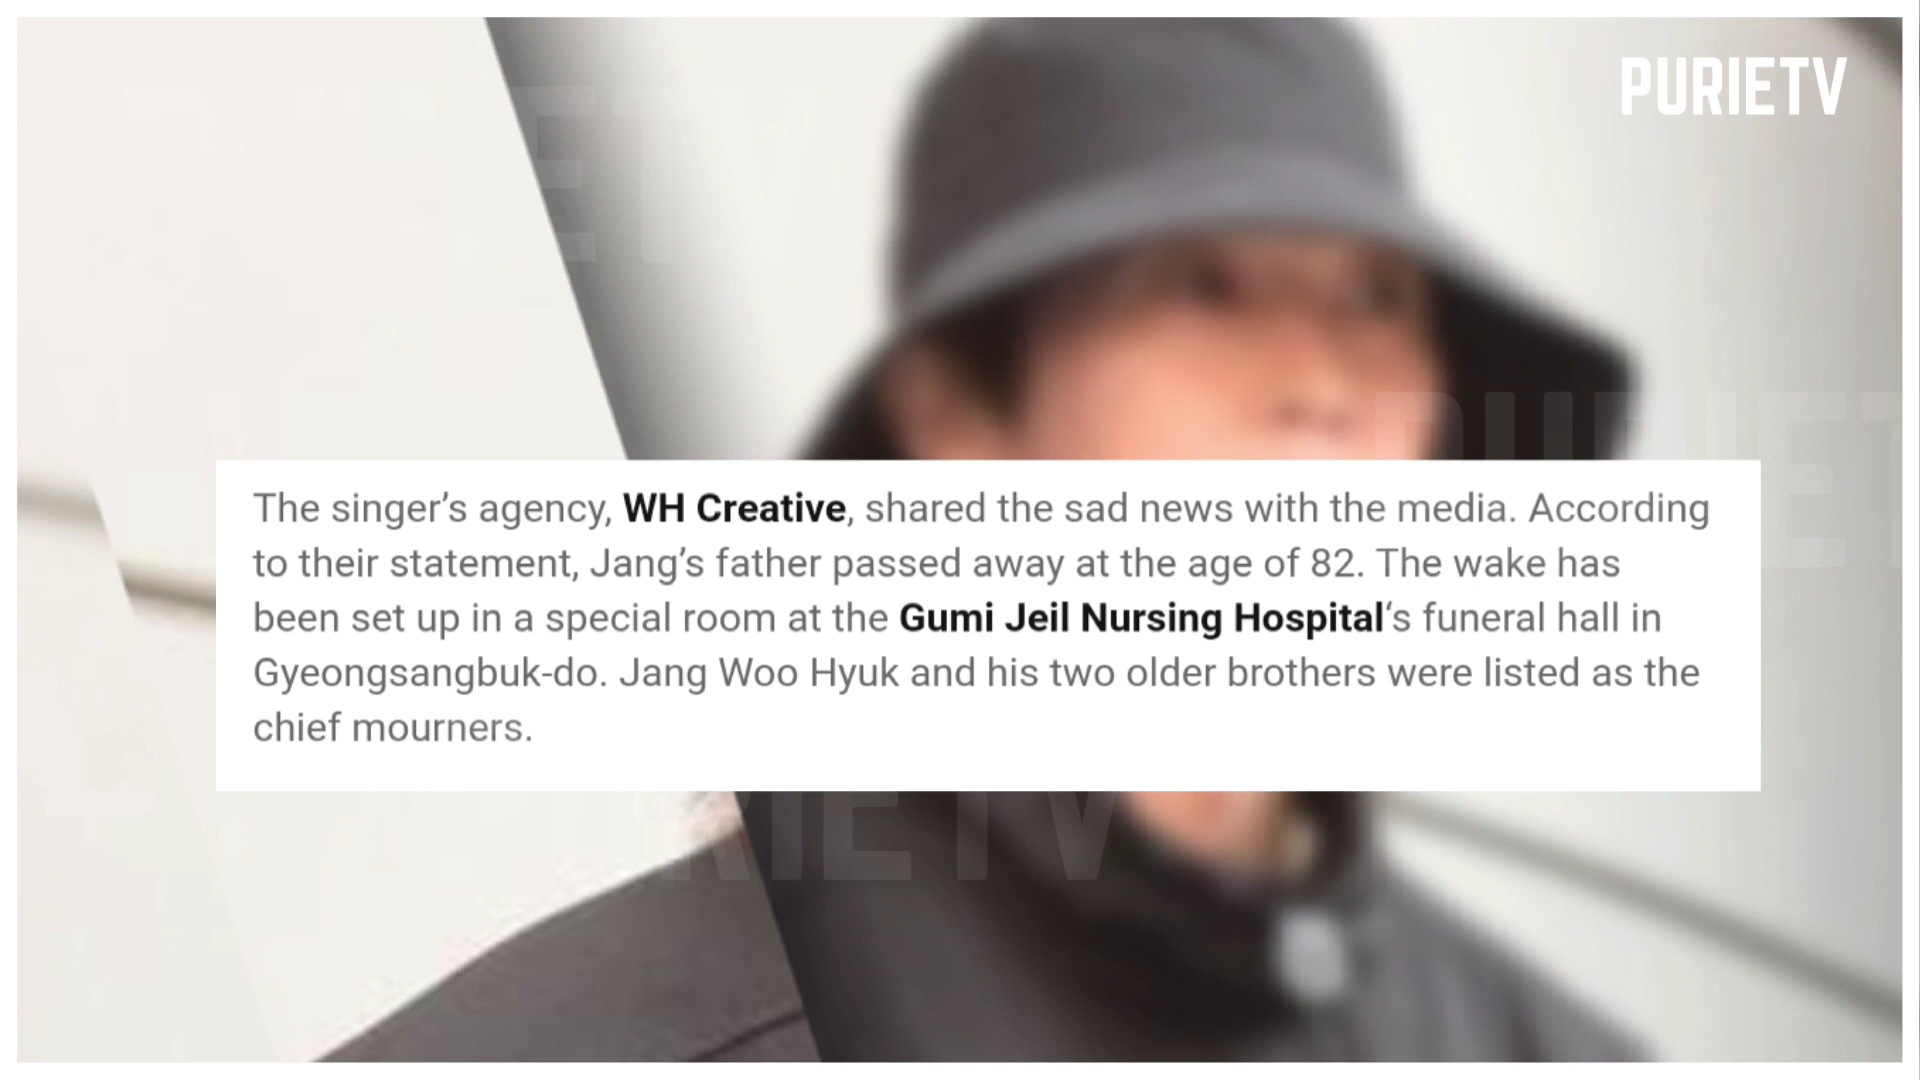 PURIETV
The singer’s agency, WH Creative, shared the sad news with the media. According
to their statement, Jang’s father passed away at the age of 82. The wake has
been set up in a special room at the Gumi Jeil Nursing Hospital‘s funeral hall in
Gyeongsangbuk-do. Jang Woo Hyuk and his two older brothers were listed as the
chief mourners.